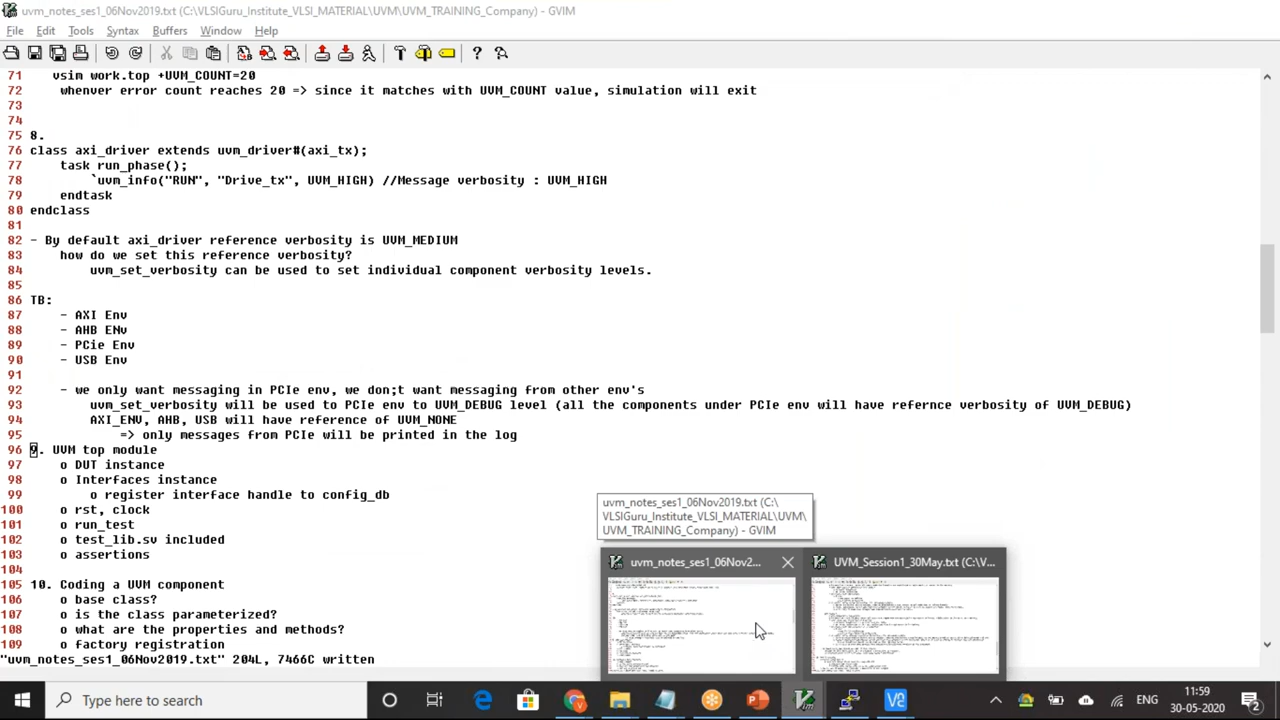 uvm_notes_ses1_06Nov2019.txt (C:\VLSIGuru_Institute_VLSI_MATERIAL\UVM\UVM_TRAINING_Company) - GVIM
File Edit Tools Syntax Buffers Window Help
71 vsim work.top +UVM_COUNT=20
72 whenver error count reaches 20 => since it matches with UVM_COUNT value, simulation will exit
73
74
75 8.
76 class axi_driver extends uvm_driver#(axi_tx);
77 task run_phase();
78 `uvm_info("RUN", "Drive_tx", UVM_HIGH) //Message verbosity : UVM_HIGH
79 endtask
80 endclass
81
82 - By default axi_driver reference verbosity is UVM_MEDIUM
83 how do we set this reference verbosity?
84 uvm_set_verbosity can be used to set individual component verbosity levels.
85
86 TB:
87 - AXI Env
88 - AHB ENv
89 - PCie Env
90 - USB Env
91
92 - we only want messaging in PCIe env, we don;t want messaging from other env's
93 uvm_set_verbosity will be used to PCIe env to UVM_DEBUG level (all the components under PCIe env will have refernce verbosity of UVM_DEBUG)
94 AXI_ENV, AHB, USB will have reference of UVM_NONE
95 => only messages from PCIe will be printed in the log
96 9. UVM top module
97 o DUT instance
98 o Interfaces instance
99 o register interface handle to config_db
100 o rst, clock
101 o run_test
102 o test_lib.sv included
103 o assertions
104
105 10. Coding a UVM component
106 o base class?
107 o is the class parameterized?
108 o what are the properties and methods?
109 o factory registration
"uvm_notes_ses1_06Nov2019.txt" 204L, 7466C written
uvm_notes_ses1_06Nov2019.txt (C:\
VLSIGuru_Institute_VLSI_MATERIAL\UVM\
UVM_TRAINING_Company) - GVIM
uvm_notes_ses1_06Nov2...
UVM_Session1_30May.txt (C:\V...
Type here to search
ENG
11:59
30-05-2020
2